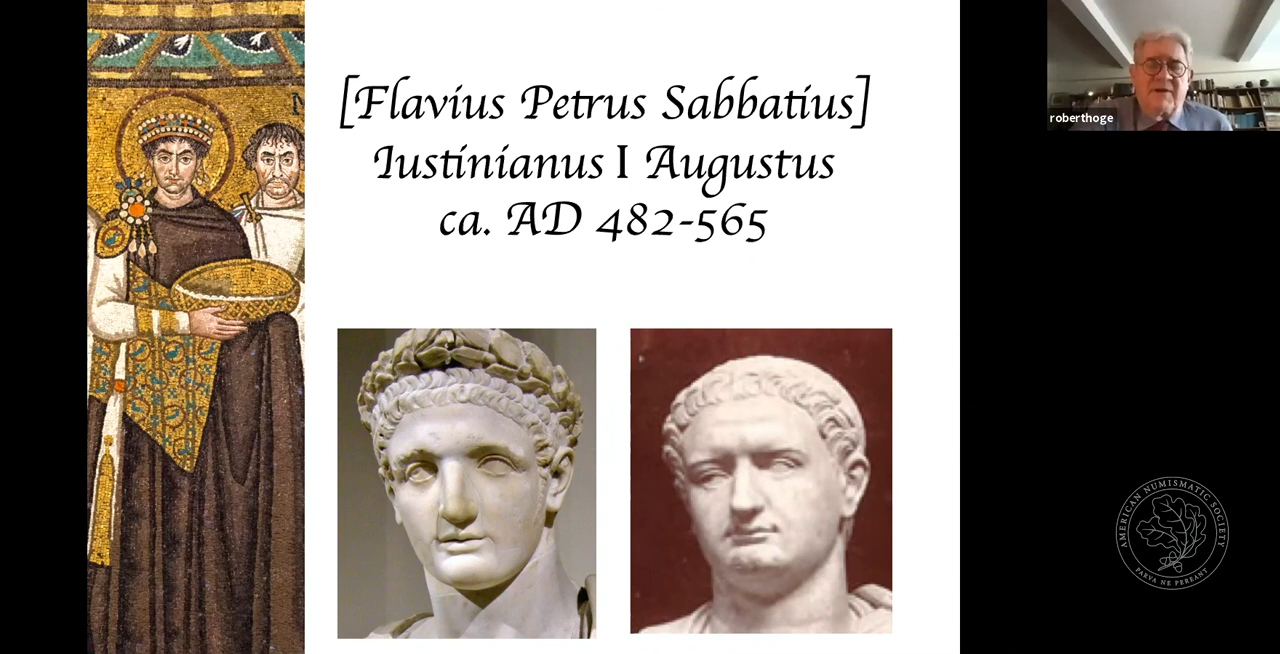 [Flavius Petrus Sabbatius]
Iustinianus I Augustus
ca. AD 482-565
roberthoge
AMERICAN NUMISMATIC SOCIETY
PARVA NE PEREANT